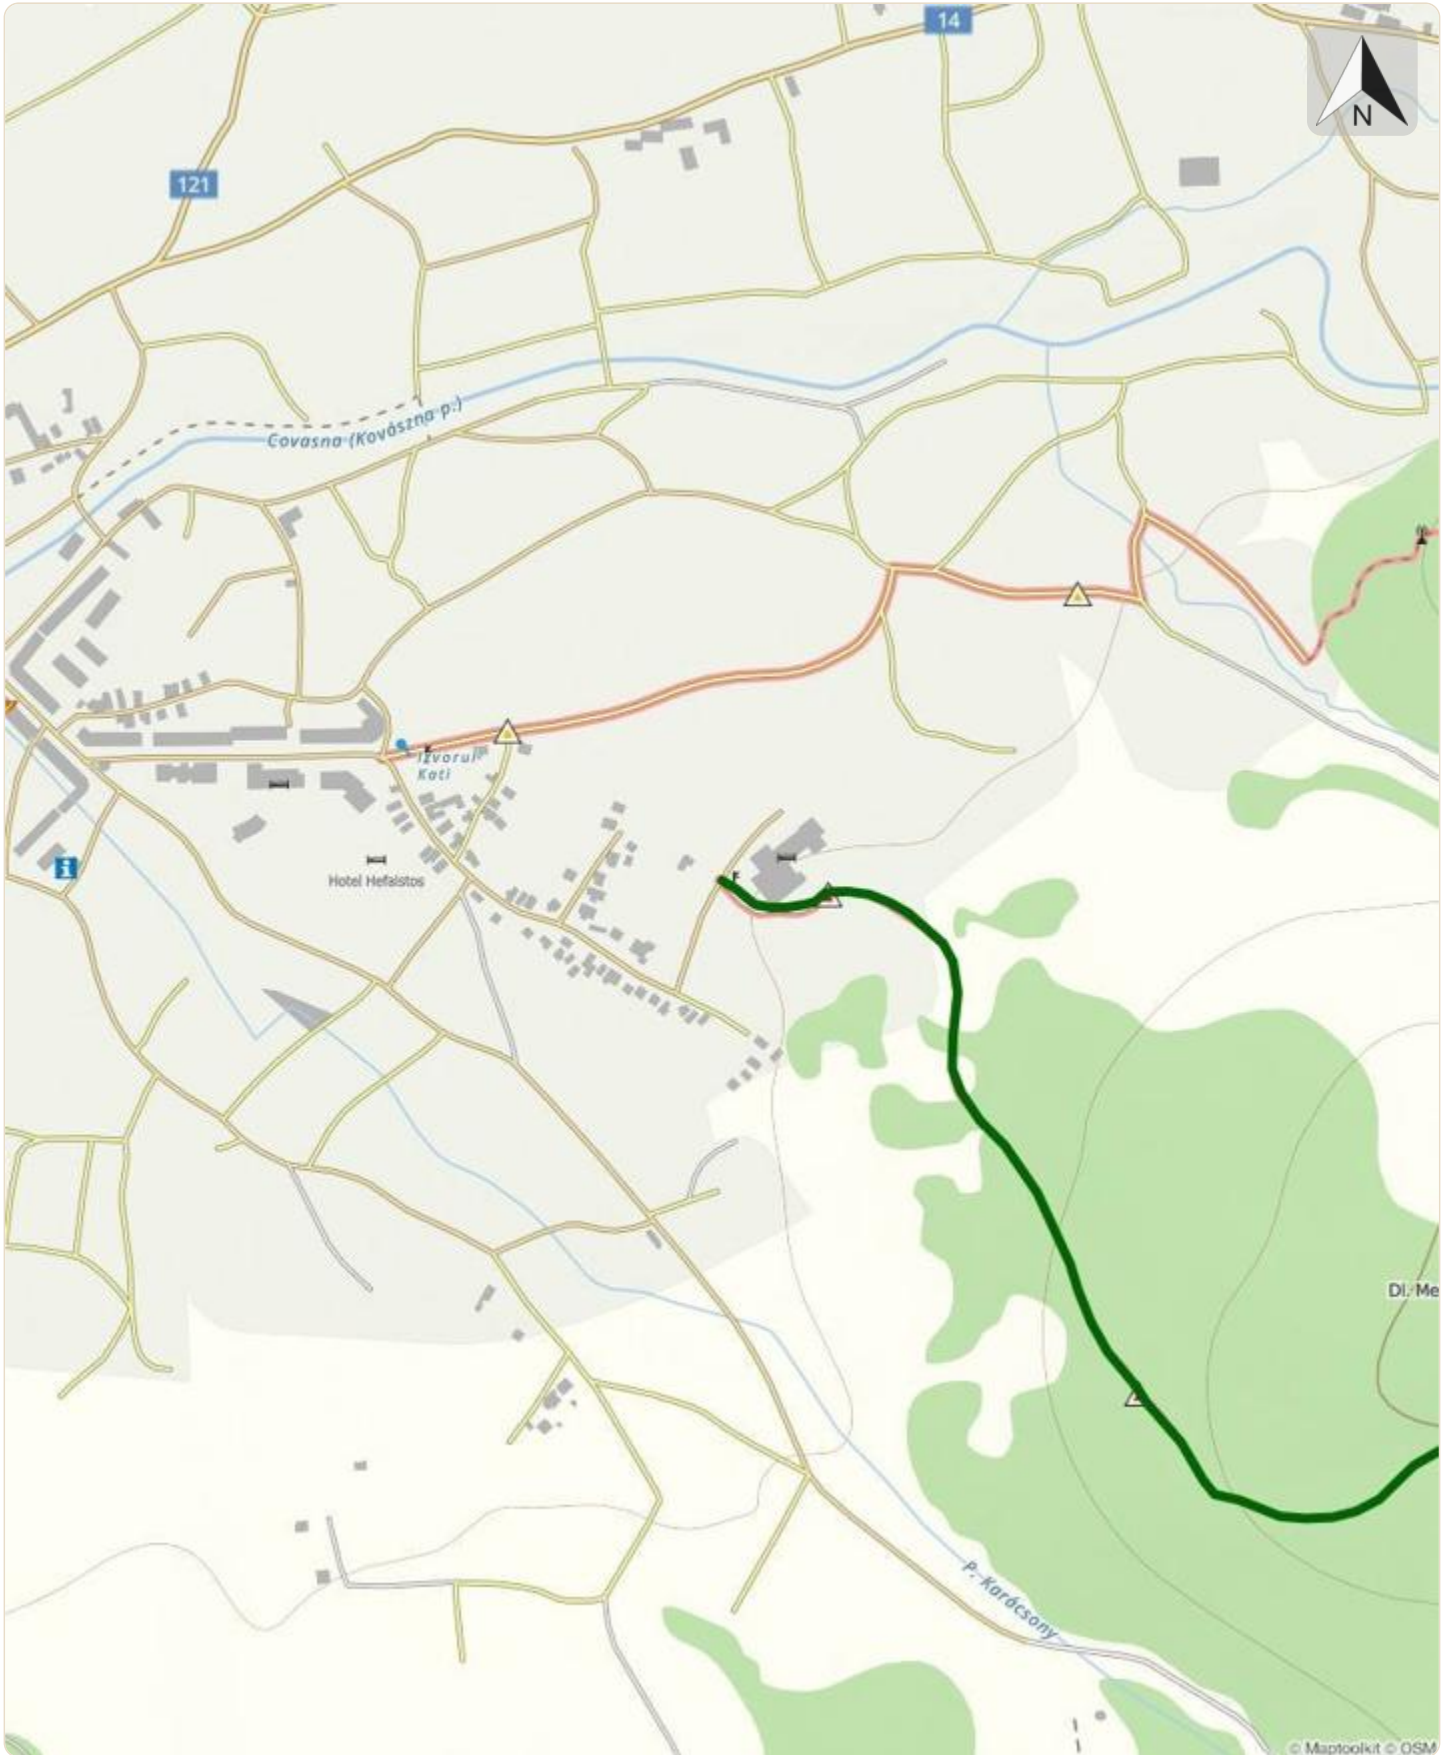 14
N
121
Covasna (Kovászna p.)
Izvorul
Kati
Hotel Hefaistos
Dl. Me
P. Karácsony
© Maptoolkit © OSM